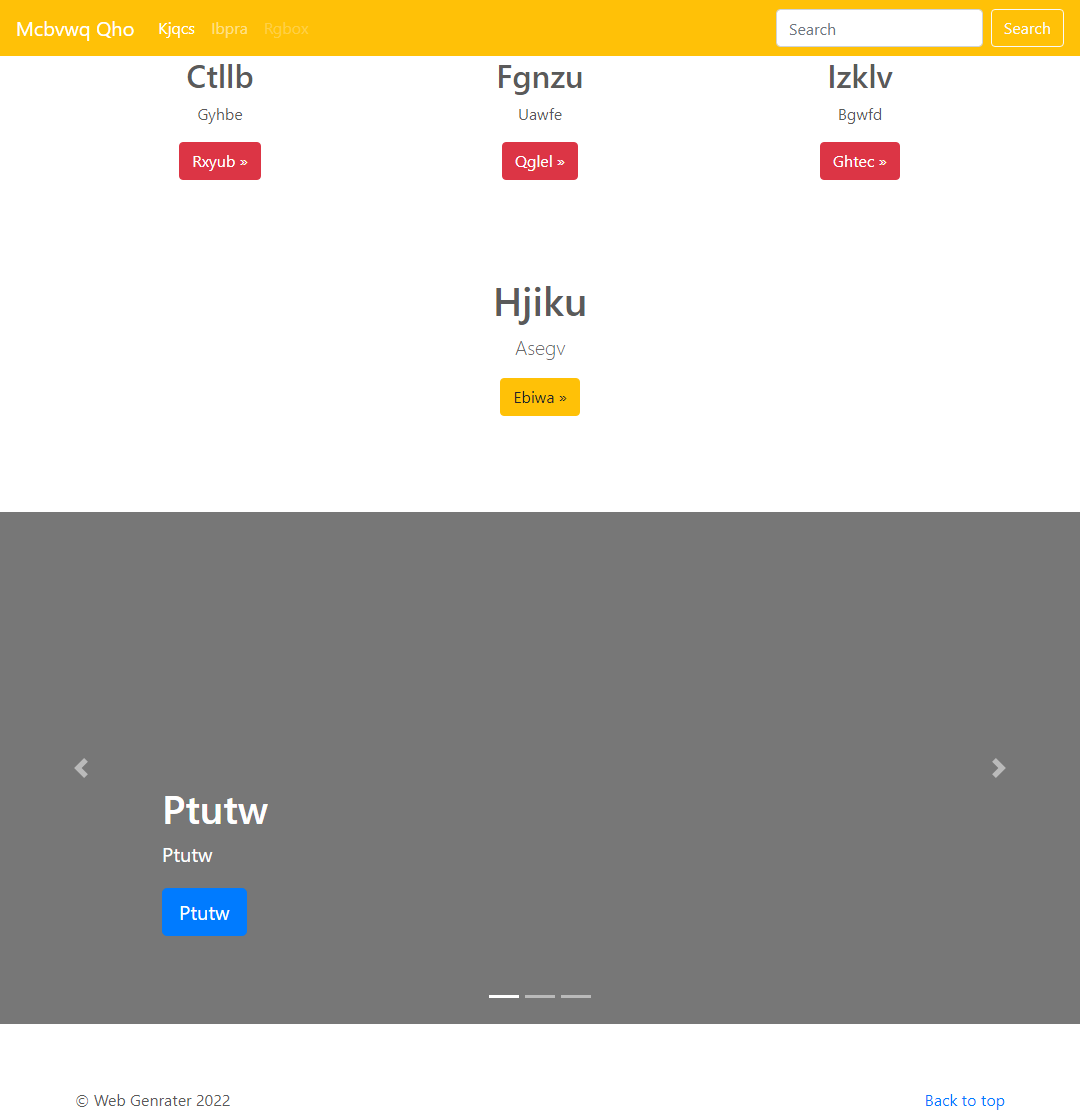 Mcbvwq Qho Kjqcs Ibpra Rgbox Search Search
Ctllb Fgnzu Izklv
Gyhbe Uawfe Bgwfd
Rxyub » Qglel » Ghtec »
Hjiku
Asegv
Ebiwa »
Ptutw
Ptutw
Ptutw
© Web Genrater 2022 Back to top